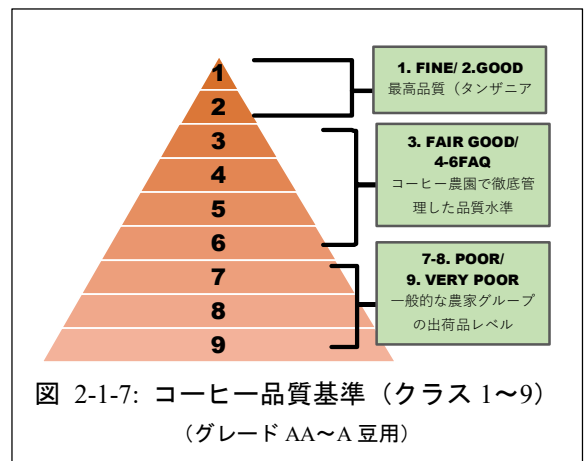 1
2
3
4
5
6
7
8
9
1. FINE/ 2.GOOD
最高品質（タンザニア
3. FAIR GOOD/
4-6FAQ
コーヒー農園で徹底管
理した品質水準
7-8. POOR/
9. VERY POOR
一般的な農家グループ
の出荷品レベル
図 2-1-7: コーヒー品質基準（クラス 1～9）
（グレード AA～A 豆用）